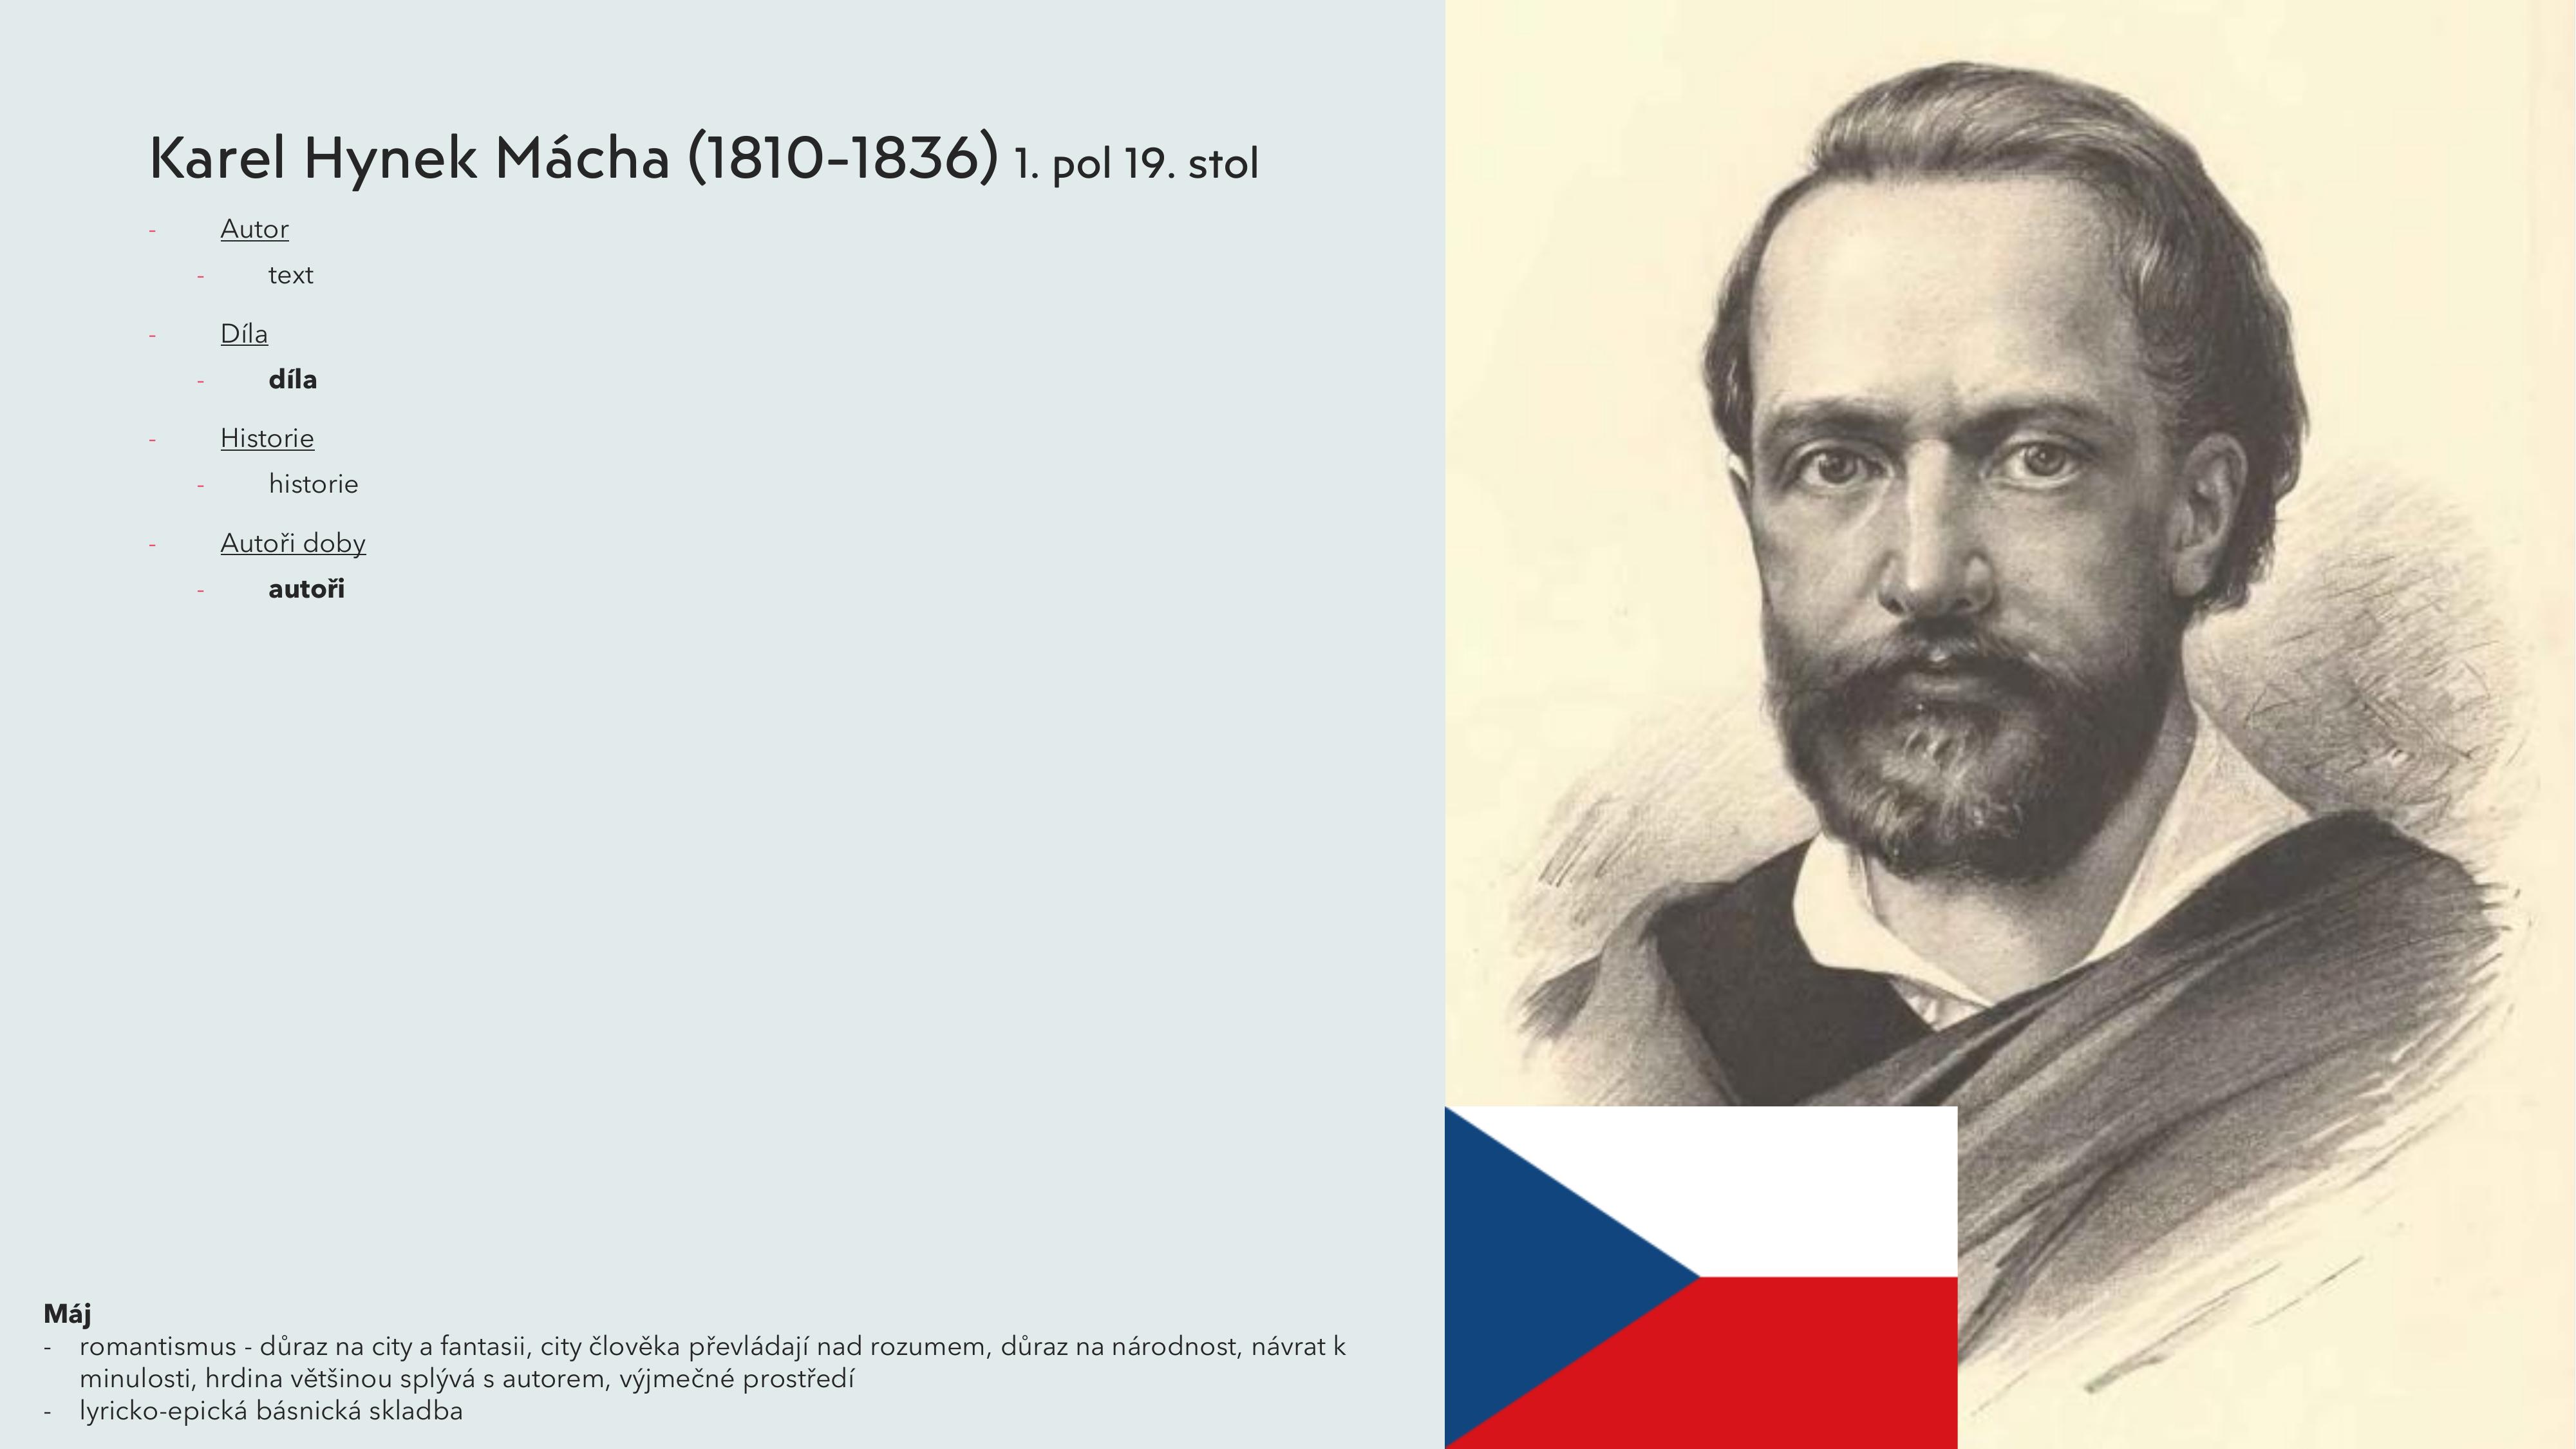 Karel Hynek Mácha (1810-1836) 1. pol 19. stol
- Autor
- text
- Díla
- díla
- Historie
- historie
- Autoři doby
- autoři
Máj
- romantismus - důraz na city a fantasii, city člověka převládají nad rozumem, důraz na národnost, návrat k
minulosti, hrdina většinou splývá s autorem, výjmečné prostředí
- lyricko-epická básnická skladba